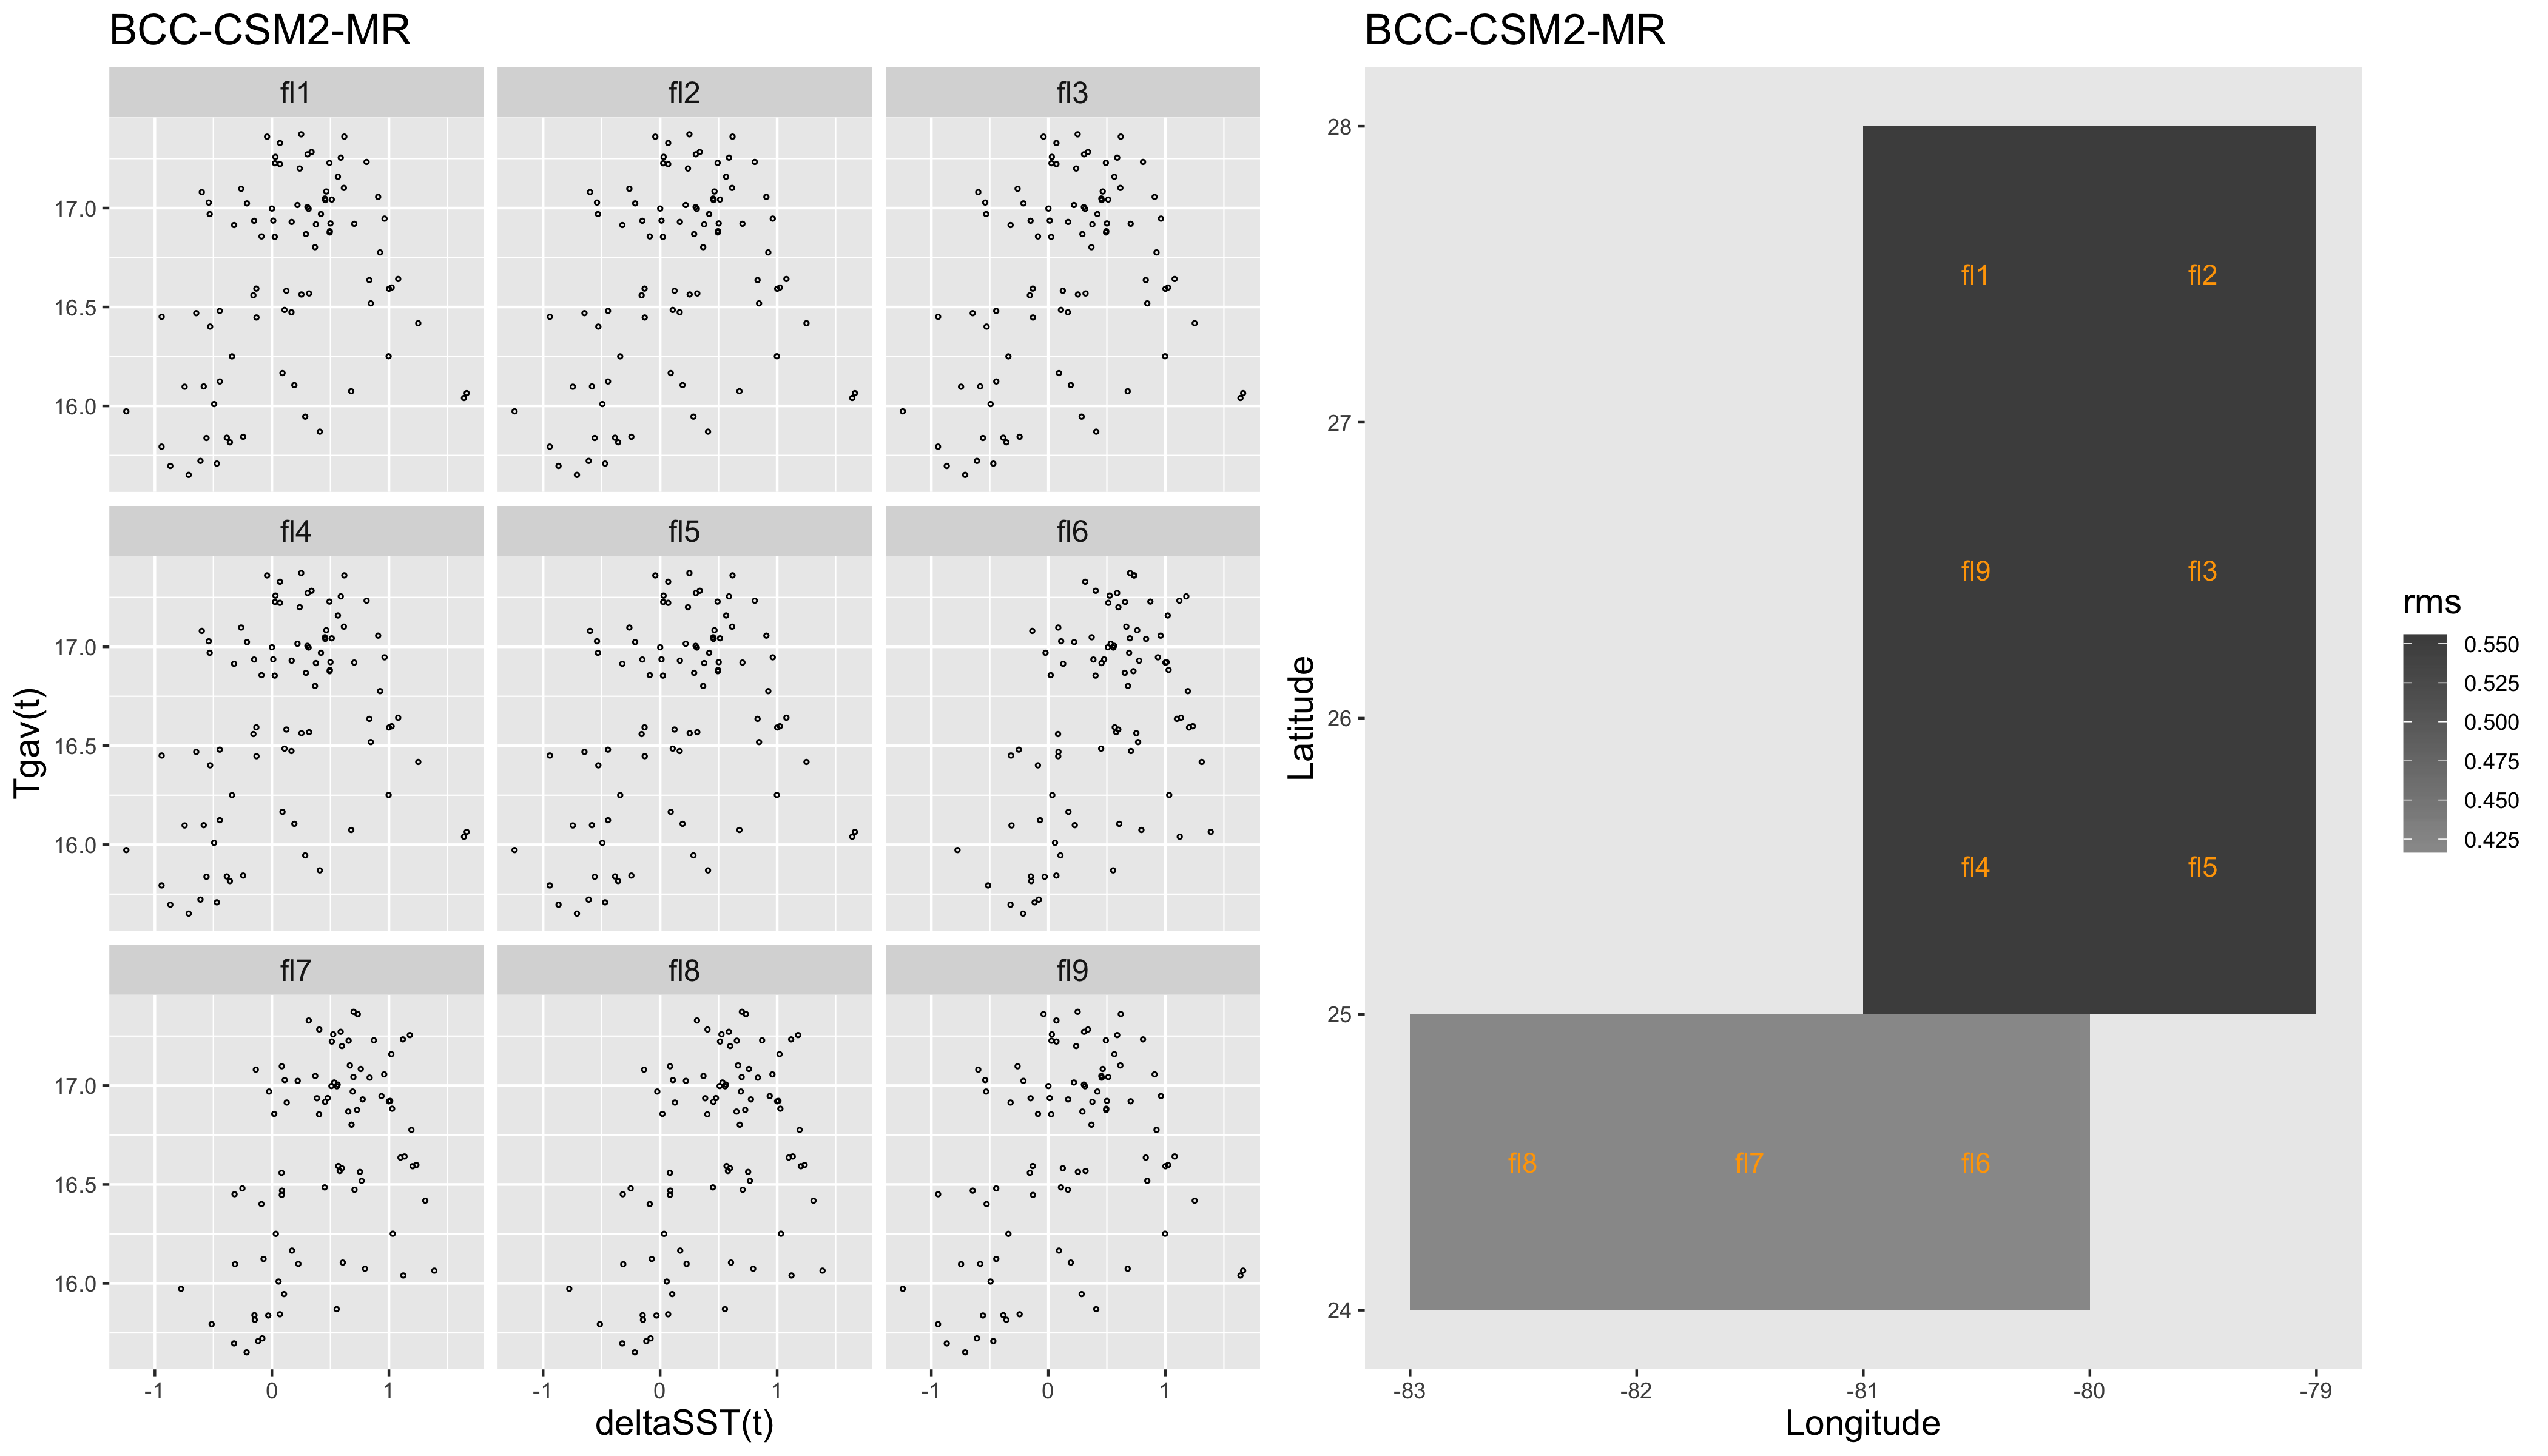 BCC-CSM2-MR
fl1 fl2 fl3
17.0
16.5
16.0
fl4 fl5 fl6
17.0
16.5
16.0
fl7 fl8 fl9
17.0
16.5
16.0
-1 0 1 -1 0 1 -1 0 1
Tgav(t)
deltaSST(t)
BCC-CSM2-MR
28
27
26
25
24
fl1 fl2
fl9 fl3
fl4 fl5
fl8 fl7 fl6
-83 -82 -81 -80 -79
Latitude
Longitude
rms
0.550
0.525
0.500
0.475
0.450
0.425